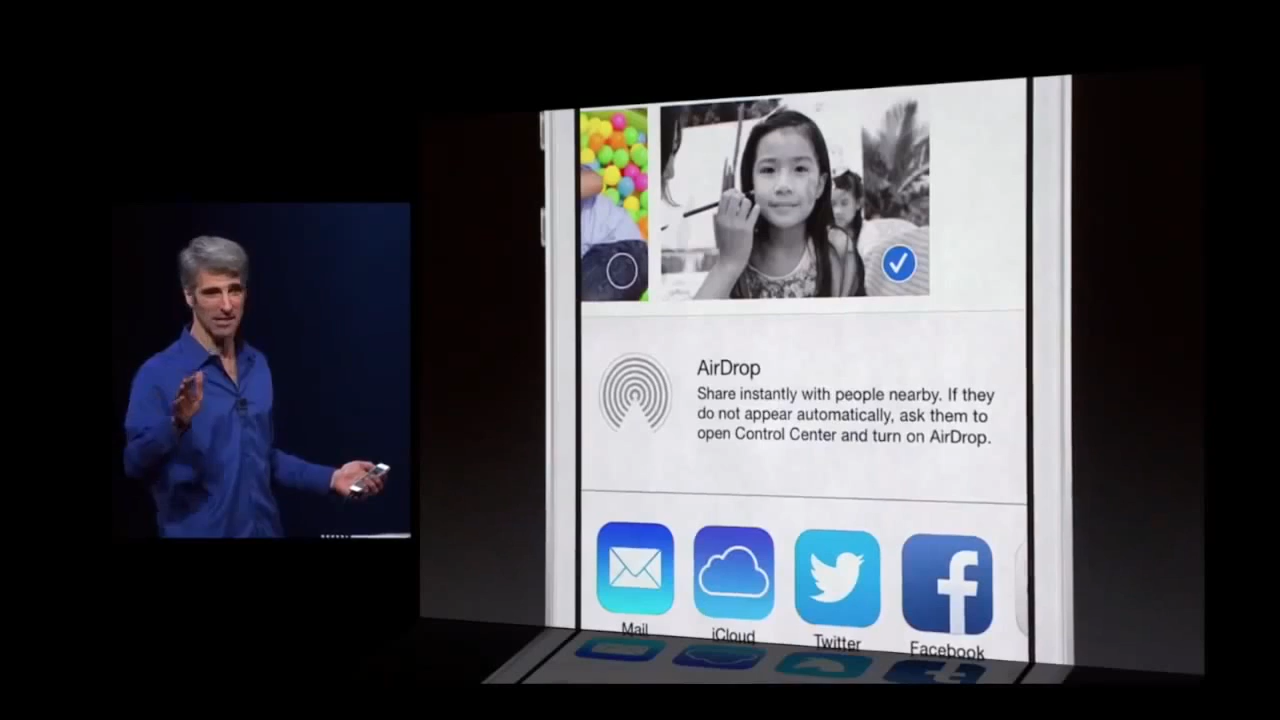 AirDrop
Share instantly with people nearby. If they
do not appear automatically, ask them to
open Control Center and turn on AirDrop.
Mail
iCloud
Twitter
Facebook